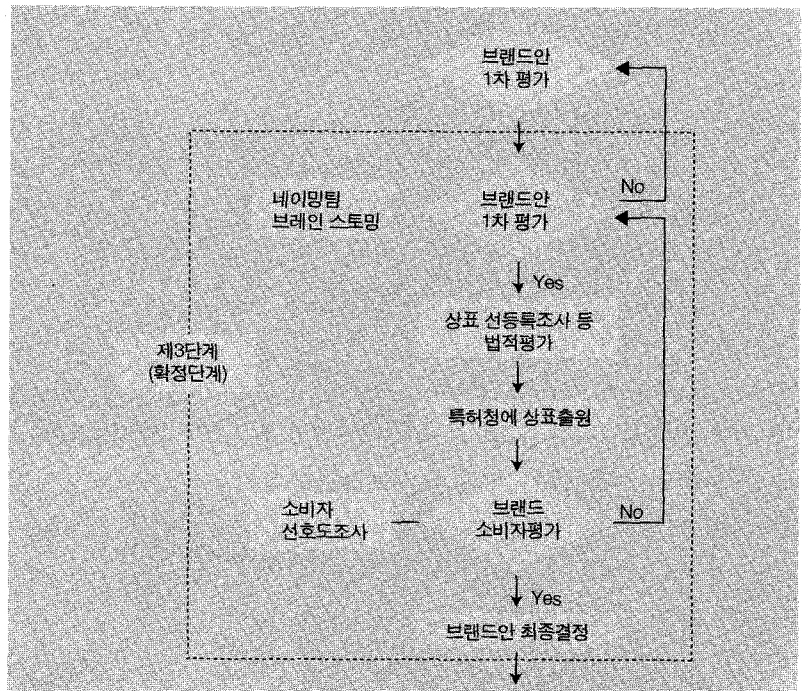 브랜드안
1차 평가
No
네이밍팀
브레인 스토밍
브랜드안
1차 평가
Yes
상표 선등록조사 등
법적평가
제3단계
(확정단계)
특허청에 상표출원
소비자
선호도조사
브랜드
소비자평가
No
Yes
브랜드안 최종결정